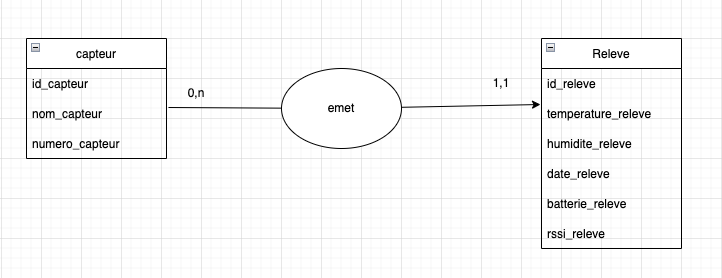 capteur
id_capteur
nom_capteur
numero_capteur
0,n
emet
1,1
Releve
id_releve
temperature_releve
humidite_releve
date_releve
batterie_releve
rssi_releve